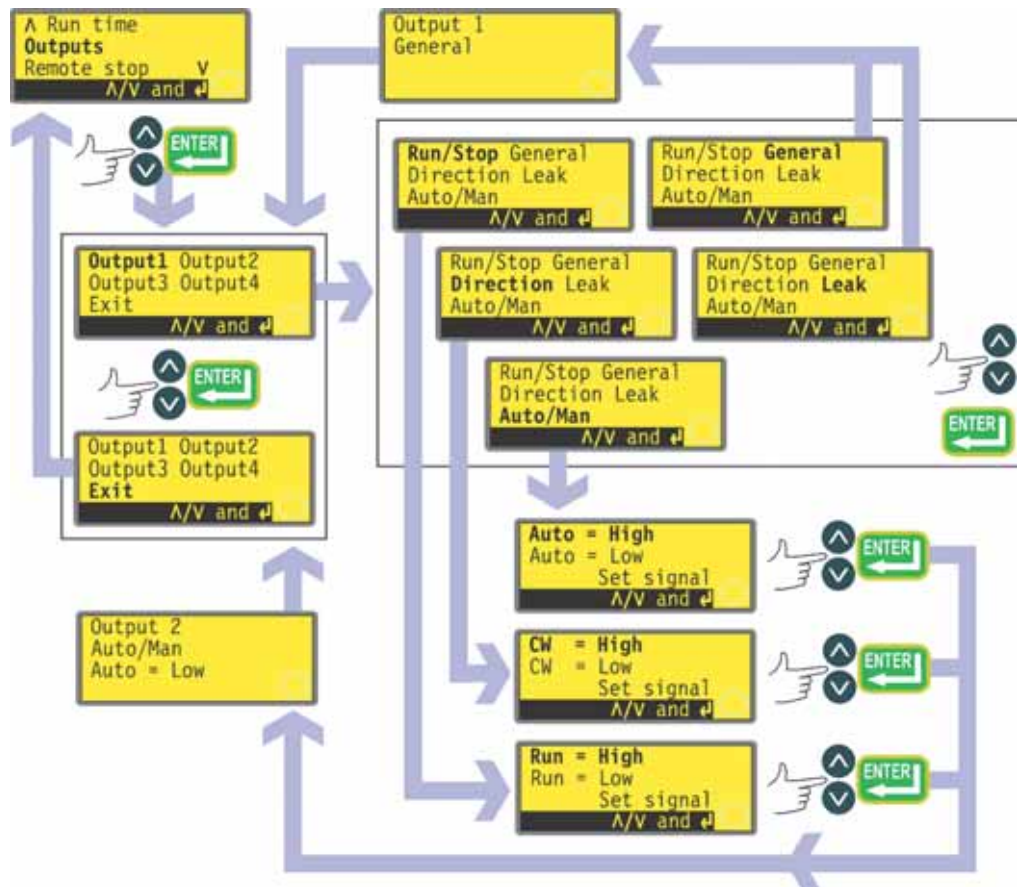 Λ Run time
Outputs
Remote stop V
Λ/V and ↵
ENTER
Output 1
General
Run/Stop General
Direction Leak
Auto/Man
Λ/V and ↵
Run/Stop General
Direction Leak
Auto/Man
Λ/V and ↵
Output1 Output2
Output3 Output4
Exit
Λ/V and ↵
Run/Stop General
Direction Leak
Auto/Man
Λ/V and ↵
Run/Stop General
Direction Leak
Auto/Man
Λ/V and ↵
ENTER
Run/Stop General
Direction Leak
Auto/Man
Λ/V and ↵
ENTER
Output1 Output2
Output3 Output4
Exit
Λ/V and ↵
Auto = High
Auto = Low
Set signal
Λ/V and ↵
ENTER
Output 2
Auto/Man
Auto = Low
CW = High
CW = Low
Set signal
Λ/V and ↵
ENTER
Run = High
Run = Low
Set signal
Λ/V and ↵
ENTER